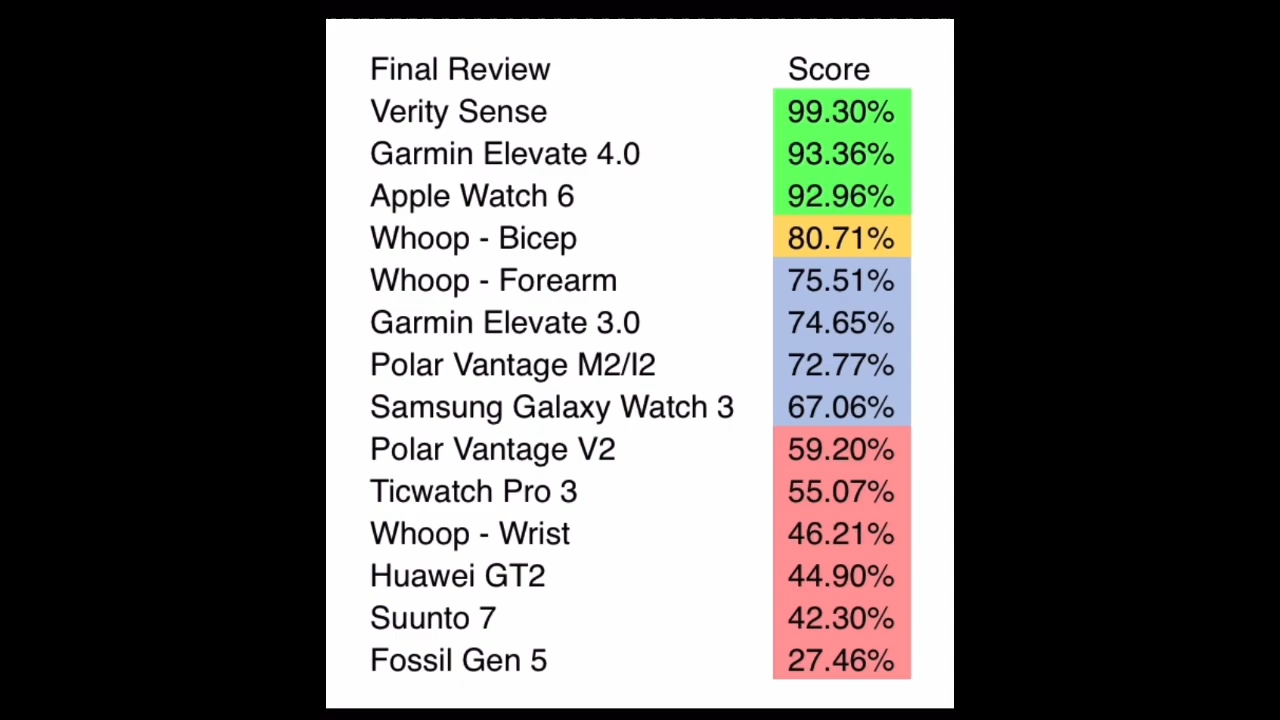 Final Review Score
Verity Sense 99.30%
Garmin Elevate 4.0 93.36%
Apple Watch 6 92.96%
Whoop - Bicep 80.71%
Whoop - Forearm 75.51%
Garmin Elevate 3.0 74.65%
Polar Vantage M2/I2 72.77%
Samsung Galaxy Watch 3 67.06%
Polar Vantage V2 59.20%
Ticwatch Pro 3 55.07%
Whoop - Wrist 46.21%
Huawei GT2 44.90%
Suunto 7 42.30%
Fossil Gen 5 27.46%